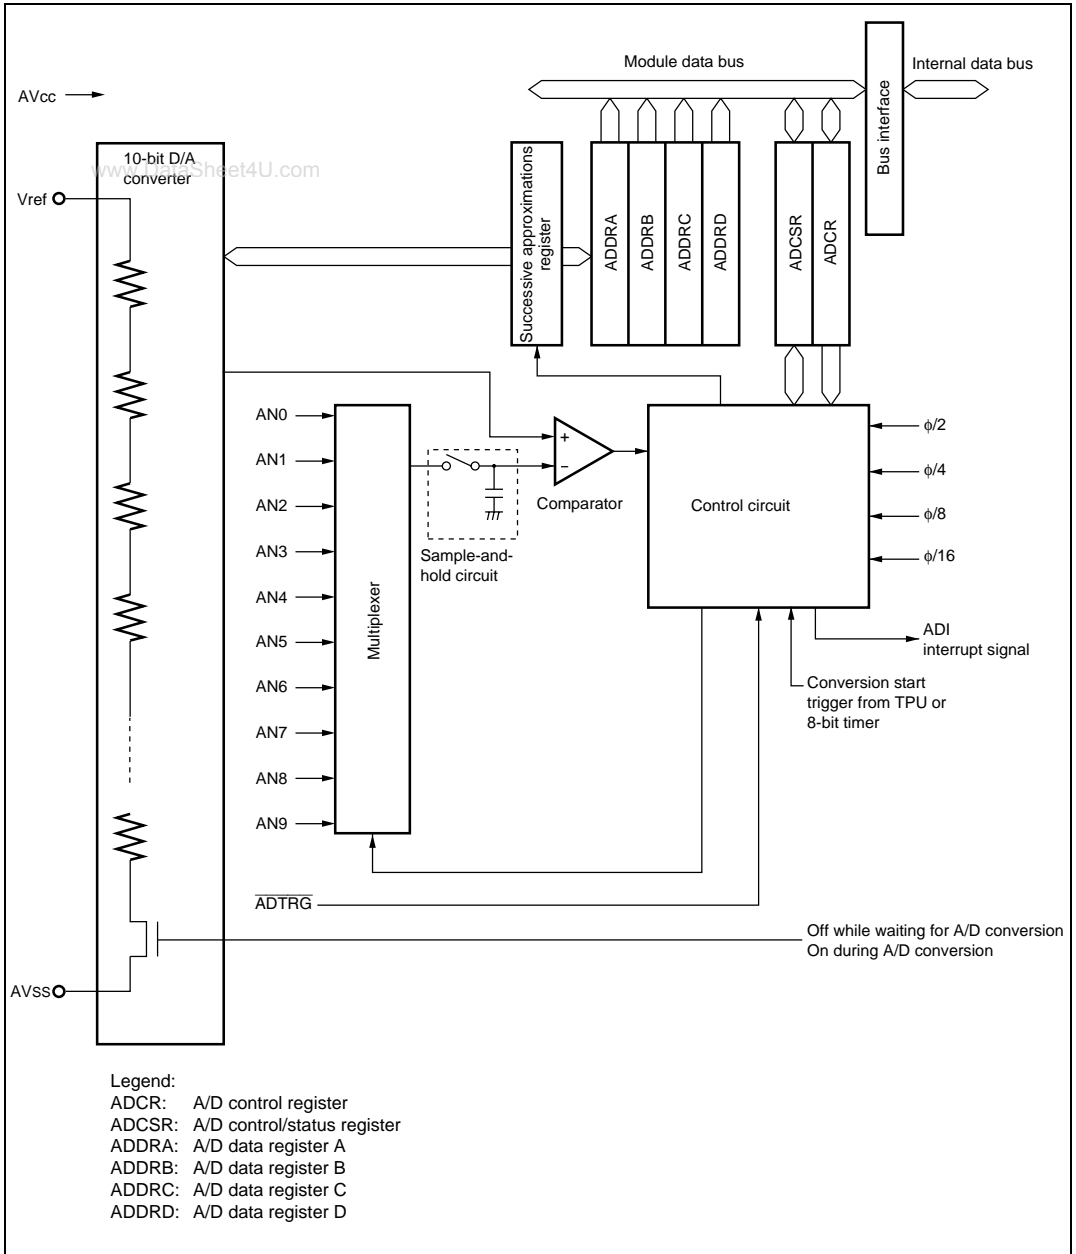 Module data bus
Internal data bus
Bus interface
AVcc
10-bit D/A
converter
www.DataSheet4U.com
Vref
Successive approximations
register
ADDRA
ADDRB
ADDRC
ADDRD
ADCSR
ADCR
AN0
AN1
AN2
AN3
AN4
AN5
AN6
AN7
AN8
AN9
Multiplexer
Sample-and-
hold circuit
+
−
Comparator
Control circuit
ϕ/2
ϕ/4
ϕ/8
ϕ/16
ADI
interrupt signal
Conversion start
trigger from TPU or
8-bit timer
ADTRG
Off while waiting for A/D conversion
On during A/D conversion
AVSS
Legend:
ADCR: A/D control register
ADCSR: A/D control/status register
ADDRA: A/D data register A
ADDRB: A/D data register B
ADDRC: A/D data register C
ADDRD: A/D data register D